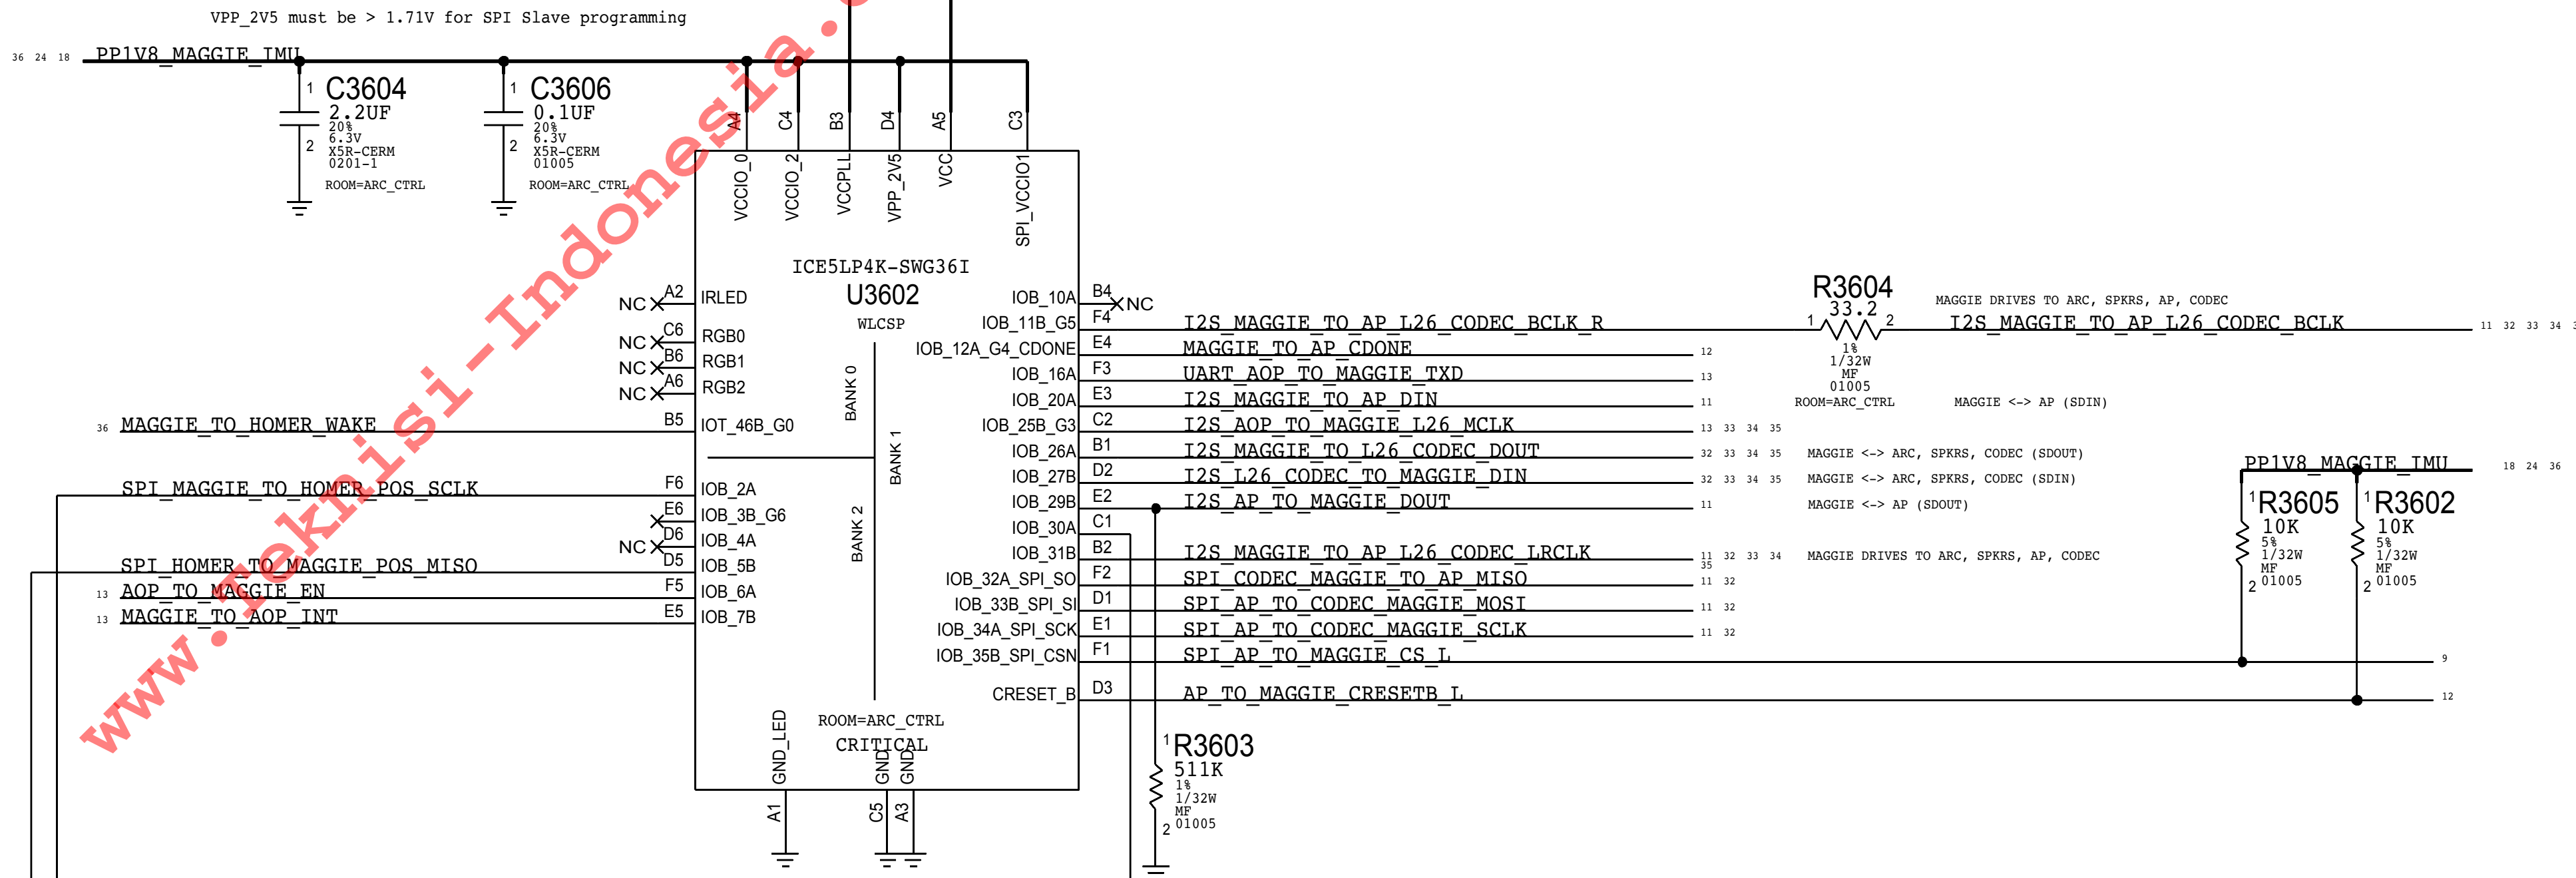 VPP_2V5 must be > 1.71V for SPI Slave programming
36 24 18 PP1V8_MAGGIE_IMU
1 C3604
2.2UF
20%
6.3V
X5R-CERM
0201-1
2
ROOM=ARC_CTRL
1 C3606
0.1UF
20%
6.3V
X5R-CERM
01005
2
ROOM=ARC_CTRL
www.Teknisi-Indonesia.
A4 C4 B3 D4 A5 C3
VCCIO_0 VCCIO_2 VCCPLL VPP_2V5 VCC SPI_VCCIO1
ICE5LP4K-SWG36I
U3602
WLCSP
BANK 0
BANK 1
BANK 2
NC A2 IRLED
NC C6 RGB0
NC B6 RGB1
NC A6 RGB2
36 MAGGIE_TO_HOMER_WAKE B5 IOT_46B_G0
SPI_MAGGIE_TO_HOMER_POS_SCLK F6 IOB_2A
E6 IOB_3B_G6
NC D6 IOB_4A
SPI_HOMER_TO_MAGGIE_POS_MISO D5 IOB_5B
13 AOP_TO_MAGGIE_EN F5 IOB_6A
13 MAGGIE_TO_AOP_INT E5 IOB_7B
IOB_10A B4 NC
IOB_11B_G5 F4 I2S_MAGGIE_TO_AP_L26_CODEC_BCLK_R
IOB_12A_G4_CDONE E4 MAGGIE_TO_AP_CDONE 12
IOB_16A F3 UART_AOP_TO_MAGGIE_TXD 13
IOB_20A E3 I2S_MAGGIE_TO_AP_DIN 11
IOB_25B_G3 C2 I2S_AOP_TO_MAGGIE_L26_MCLK 13 33 34 35
IOB_26A B1 I2S_MAGGIE_TO_L26_CODEC_DOUT 32 33 34 35 MAGGIE <-> ARC, SPKRS, CODEC (SDOUT)
IOB_27B D2 I2S_L26_CODEC_TO_MAGGIE_DIN 32 33 34 35 MAGGIE <-> ARC, SPKRS, CODEC (SDIN)
IOB_29B E2 I2S_AP_TO_MAGGIE_DOUT 11 MAGGIE <-> AP (SDOUT)
IOB_30A C1
IOB_31B B2 I2S_MAGGIE_TO_AP_L26_CODEC_LRCLK 11 32 33 34 MAGGIE DRIVES TO ARC, SPKRS, AP, CODEC
35
IOB_32A_SPI_SO F2 SPI_CODEC_MAGGIE_TO_AP_MISO 11 32
IOB_33B_SPI_SI D1 SPI_AP_TO_CODEC_MAGGIE_MOSI 11 32
IOB_34A_SPI_SCK E1 SPI_AP_TO_CODEC_MAGGIE_SCLK 11 32
IOB_35B_SPI_CSN F1 SPI_AP_TO_MAGGIE_CS_L 9
CRESET_B D3 AP_TO_MAGGIE_CRESETB_L 12
R3604
33.2
1 2
1%
1/32W
MF
01005
ROOM=ARC_CTRL
MAGGIE DRIVES TO ARC, SPKRS, AP, CODEC
I2S_MAGGIE_TO_AP_L26_CODEC_BCLK 11 32 33 34
MAGGIE <-> AP (SDIN)
PP1V8_MAGGIE_IMU 18 24 36
1 R3605
10K
5%
1/32W
MF
2 01005
1 R3602
10K
5%
1/32W
MF
2 01005
ROOM=ARC_CTRL
CRITICAL
GND_LED GND GND
A1 C5 A3
1 R3603
511K
1%
1/32W
MF
2 01005